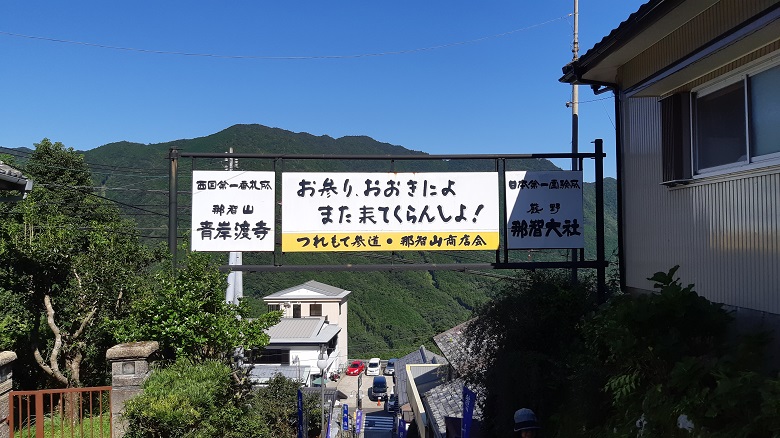 西国第一番札所
那智山
青岸渡寺
お参り、おおきによ
また来てくらんしよ!
つれもて参道・那智山商店会
日本第一霊験所
熊野
那智大社